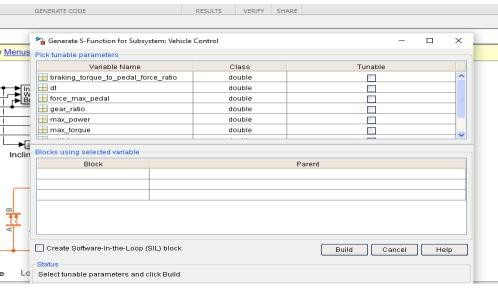 GENERATE CODE RESULTS VERIFY SHARE
Menus
Generate S-Function for Subsystem: Vehicle Control
Pick tunable parameters
Variable Name Class Tunable
braking_torque_to_pedal_force_ratio double
dt double
force_max_pedal double
gear_ratio double
max_power double
max_torque double
Inclin
Blocks using selected variable
Block Parent
B
A
Create Software-In-the-Loop (SIL) block Build Cancel Help
Status
Select tunable parameters and click Build
e Lo